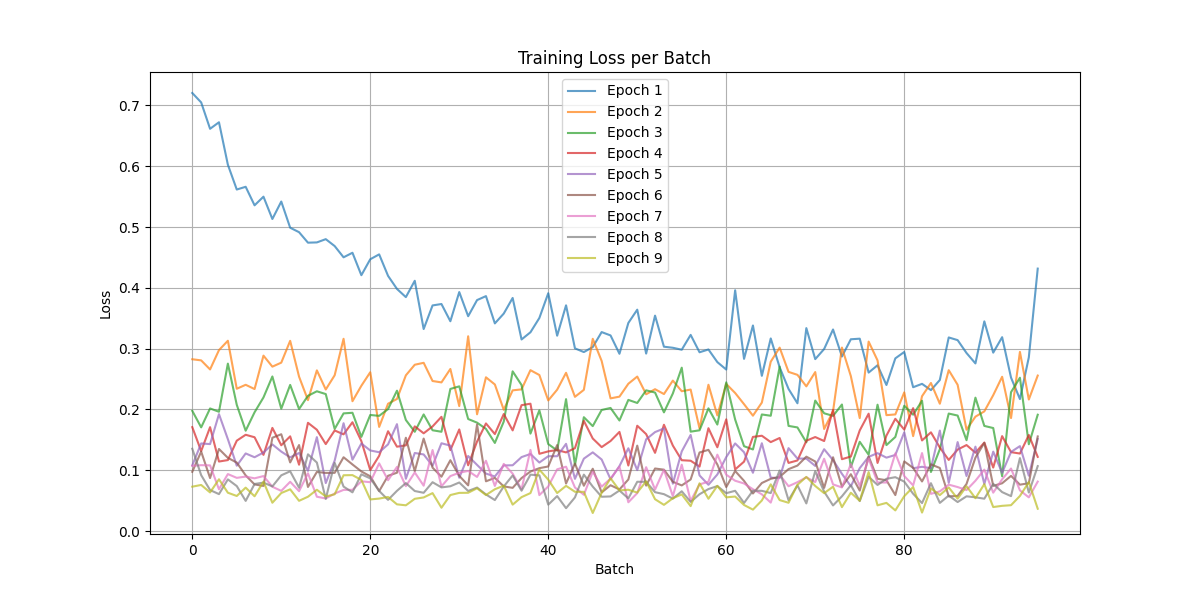 Training Loss per Batch
Epoch 1
Epoch 2
Epoch 3
Epoch 4
Epoch 5
Epoch 6
Epoch 7
Epoch 8
Epoch 9
Loss
0.7
0.6
0.5
0.4
0.3
0.2
0.1
0.0
0 20 40 60 80
Batch